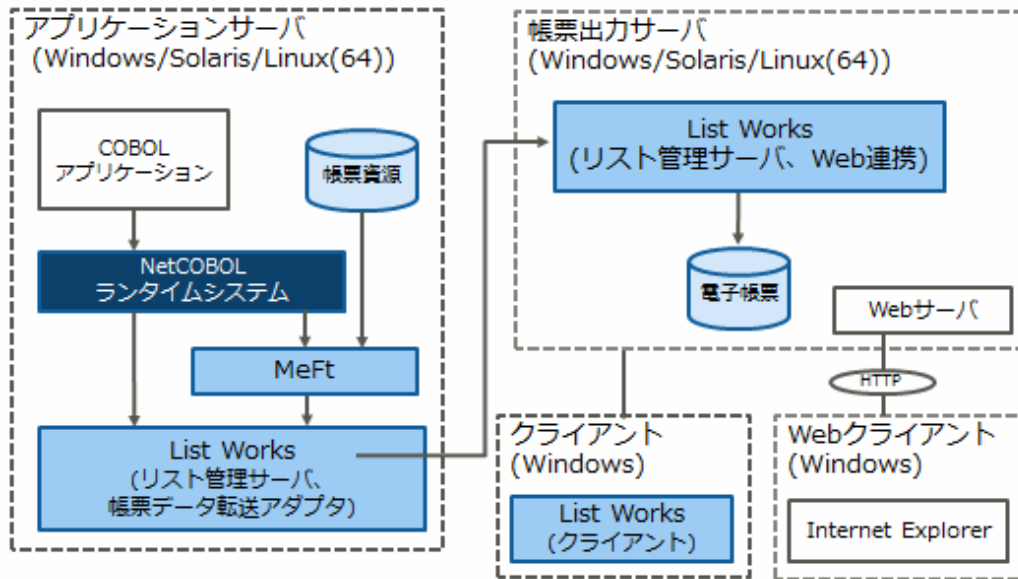 アプリケーションサーバ
(Windows/Solaris/Linux(64))
COBOL
アプリケーション
帳票資源
NetCOBOL
ランタイムシステム
MeFt
List Works
(リスト管理サーバ、
帳票データ転送アダプタ)
帳票出力サーバ
(Windows/Solaris/Linux(64))
List Works
(リスト管理サーバ、Web連携)
電子帳票
Webサーバ
HTTP
クライアント
(Windows)
List Works
(クライアント)
Webクライアント
(Windows)
Internet Explorer